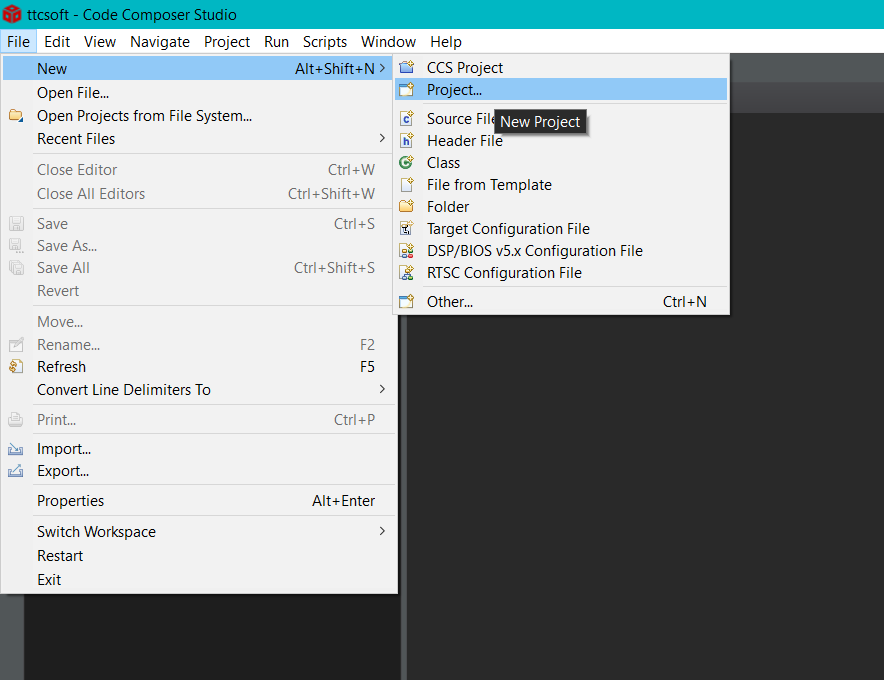 ttcsoft - Code Composer Studio
File Edit View Navigate Project Run Scripts Window Help
New Alt+Shift+N
Open File...
Open Projects from File System...
Recent Files
Close Editor Ctrl+W
Close All Editors Ctrl+Shift+W
Save Ctrl+S
Save As...
Save All Ctrl+Shift+S
Revert
Move...
Rename... F2
Refresh F5
Convert Line Delimiters To
Print... Ctrl+P
Import...
Export...
Properties Alt+Enter
Switch Workspace
Restart
Exit
CCS Project
Project...
Source File
New Project
Header File
Class
File from Template
Folder
Target Configuration File
DSP/BIOS v5.x Configuration File
RTSC Configuration File
Other... Ctrl+N